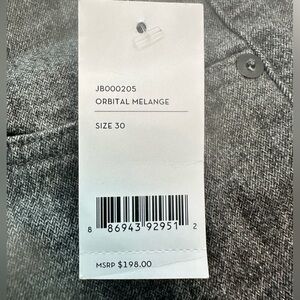 JB000205
ORBITAL MELANGE
SIZE 30
8 86943 92951 2
MSRP $198.00